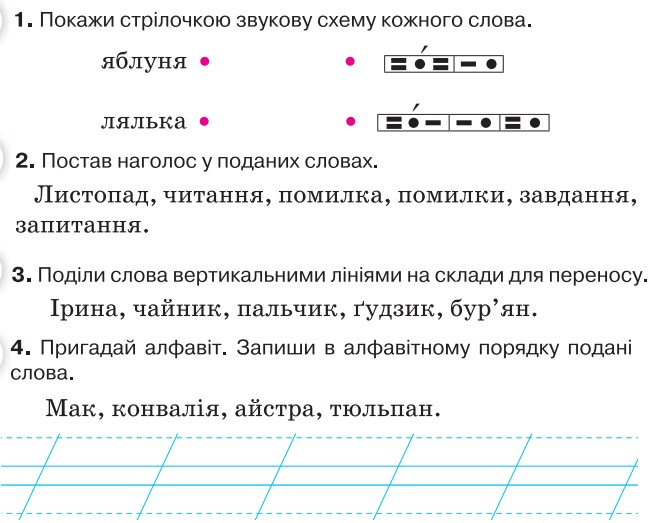 1. Покажи стрілочкою звукову схему кожного слова.
яблуня
лялька
2. Постав наголос у поданих словах.
Листопад, читання, помилка, помилки, завдання,
запитання.
3. Поділи слова вертикальними лініями на склади для переносу.
Ірина, чайник, пальчик, ґудзик, бур’ян.
4. Пригадай алфавіт. Запиши в алфавітному порядку подані
слова.
Мак, конвалія, айстра, тюльпан.